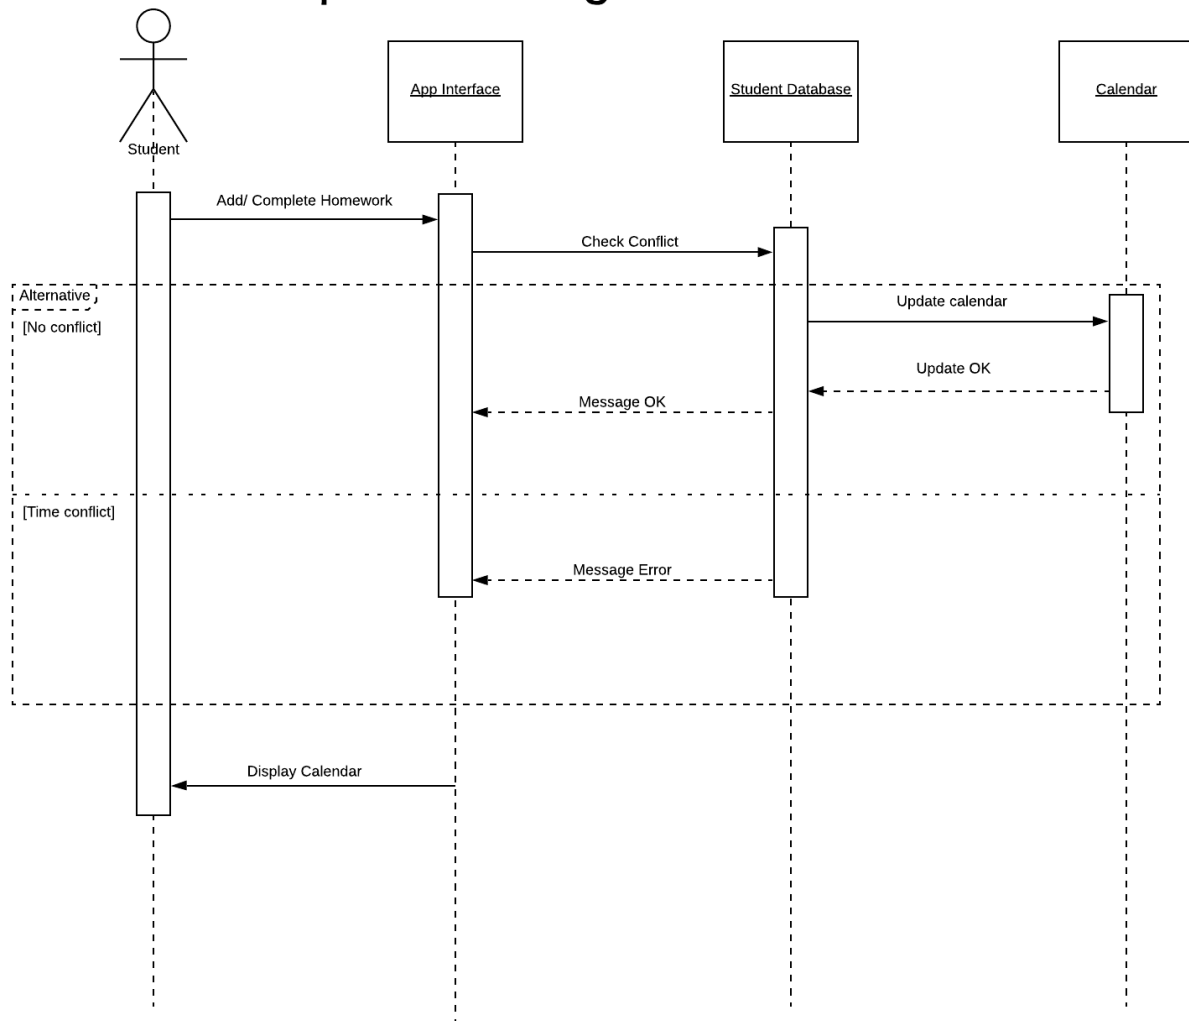 Student
App Interface
Student Database
Calendar
Add/ Complete Homework
Check Conflict
Alternative
[No conflict]
Update calendar
Update OK
Message OK
[Time conflict]
Message Error
Display Calendar